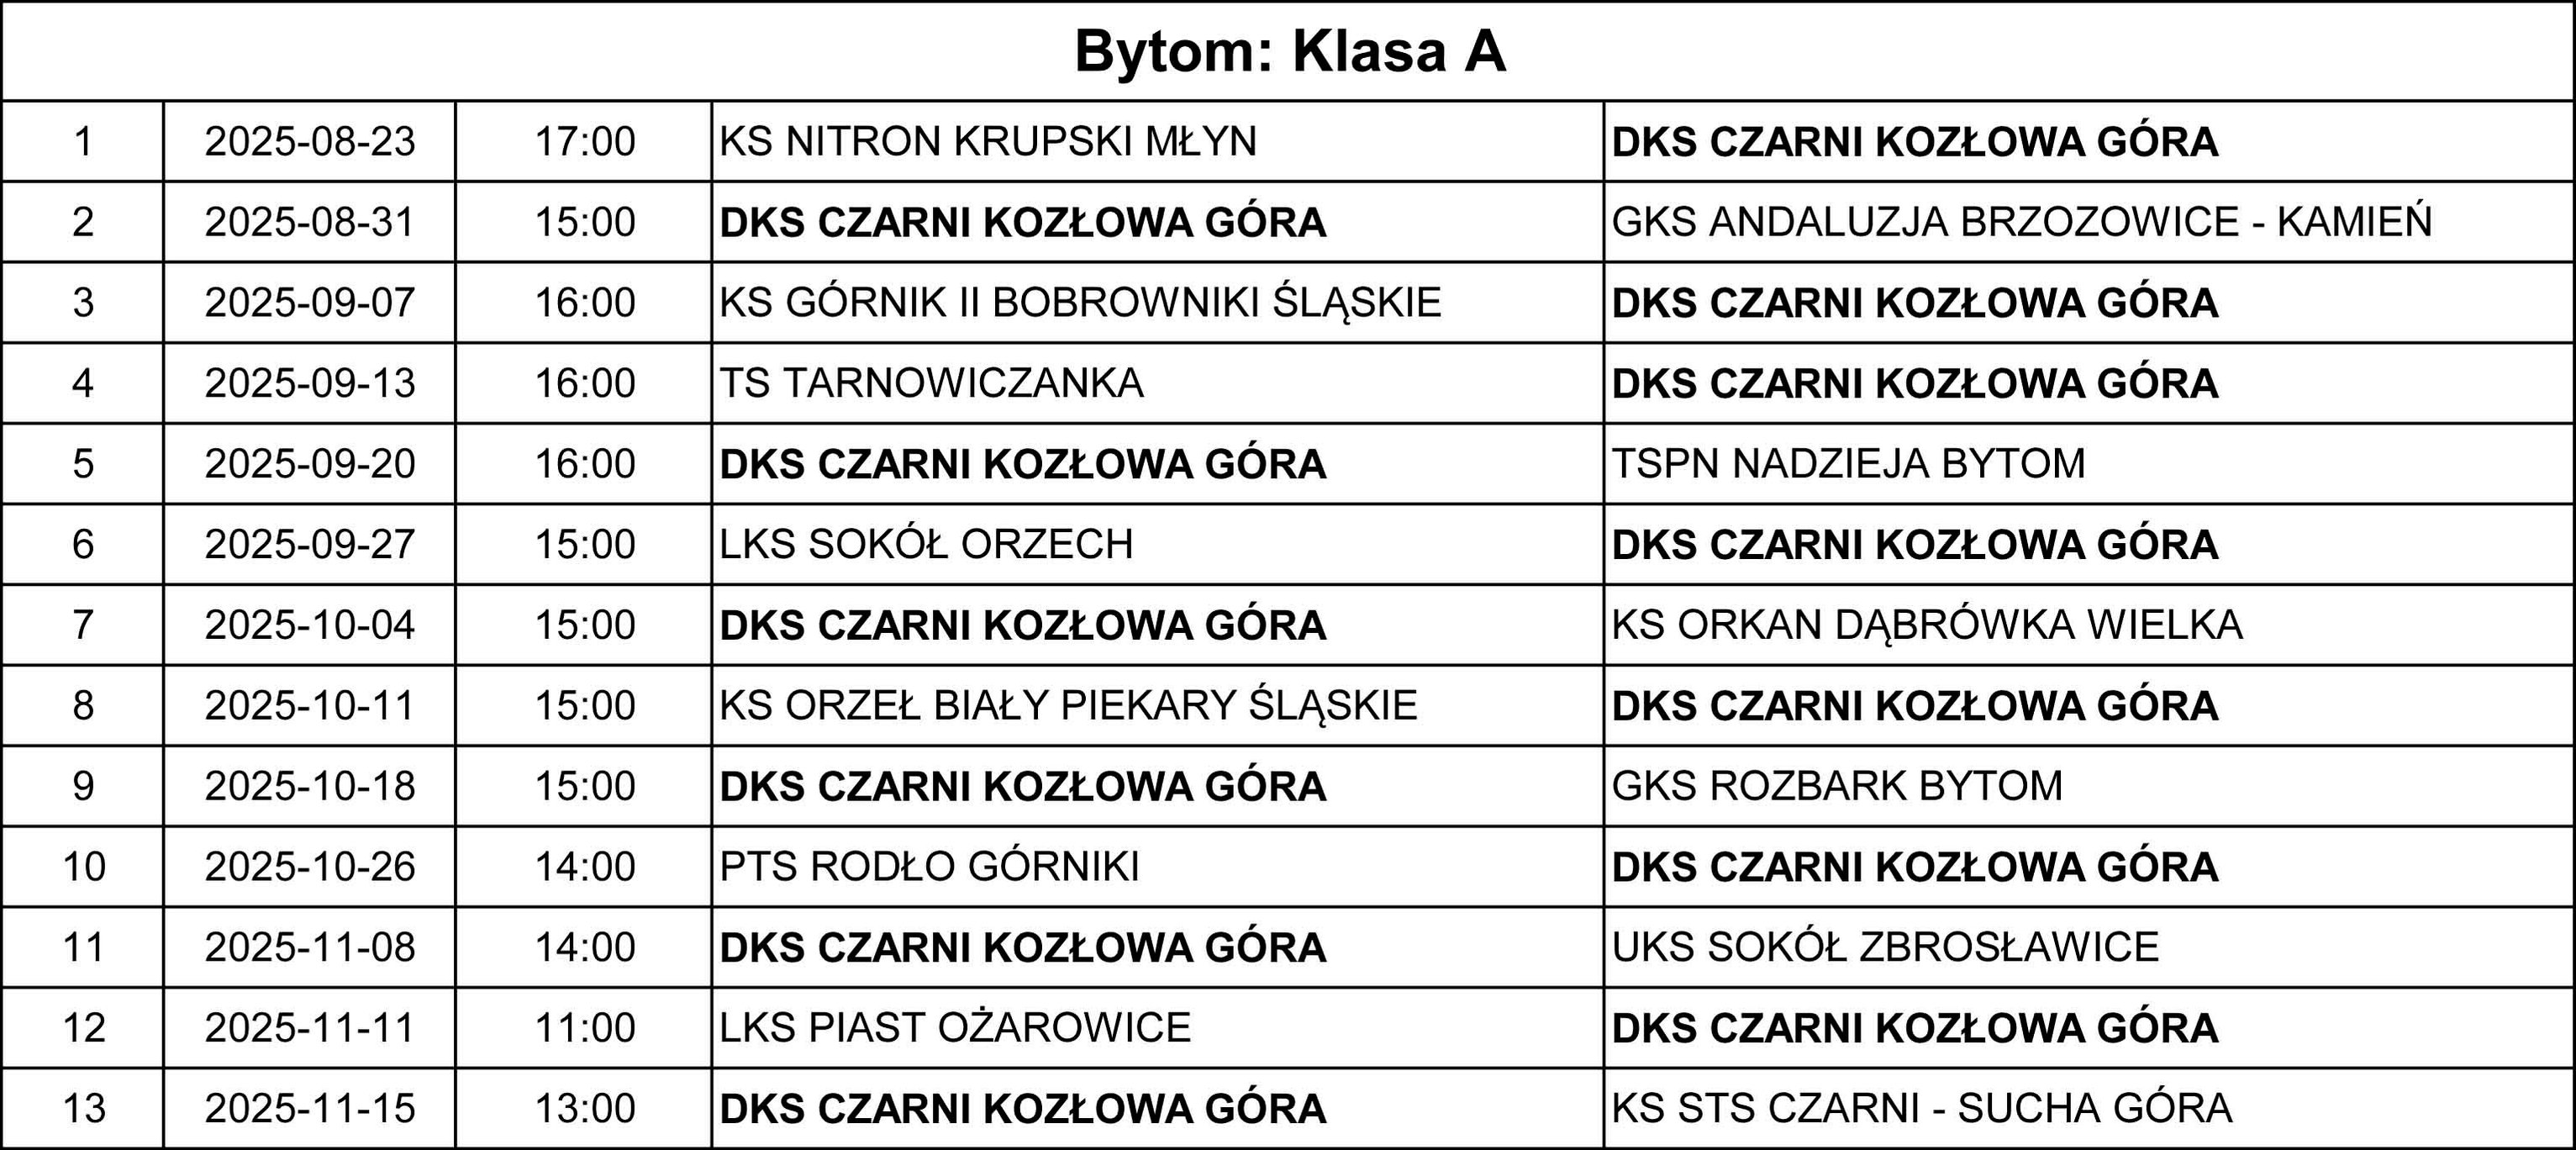 Bytom: Klasa A
1 2025-08-23 17:00 KS NITRON KRUPSKI MŁYN DKS CZARNI KOZŁOWA GÓRA
2 2025-08-31 15:00 DKS CZARNI KOZŁOWA GÓRA GKS ANDALUZJA BRZOZOWICE - KAMIEŃ
3 2025-09-07 16:00 KS GÓRNIK II BOBROWNIKI ŚLĄSKIE DKS CZARNI KOZŁOWA GÓRA
4 2025-09-13 16:00 TS TARNOWICZANKA DKS CZARNI KOZŁOWA GÓRA
5 2025-09-20 16:00 DKS CZARNI KOZŁOWA GÓRA TSPN NADZIEJA BYTOM
6 2025-09-27 15:00 LKS SOKÓŁ ORZECH DKS CZARNI KOZŁOWA GÓRA
7 2025-10-04 15:00 DKS CZARNI KOZŁOWA GÓRA KS ORKAN DĄBRÓWKA WIELKA
8 2025-10-11 15:00 KS ORZEŁ BIAŁY PIEKARY ŚLĄSKIE DKS CZARNI KOZŁOWA GÓRA
9 2025-10-18 15:00 DKS CZARNI KOZŁOWA GÓRA GKS ROZBARK BYTOM
10 2025-10-26 14:00 PTS RODŁO GÓRNIKI DKS CZARNI KOZŁOWA GÓRA
11 2025-11-08 14:00 DKS CZARNI KOZŁOWA GÓRA UKS SOKÓŁ ZBROSŁAWICE
12 2025-11-11 11:00 LKS PIAST OŻAROWICE DKS CZARNI KOZŁOWA GÓRA
13 2025-11-15 13:00 DKS CZARNI KOZŁOWA GÓRA KS STS CZARNI - SUCHA GÓRA